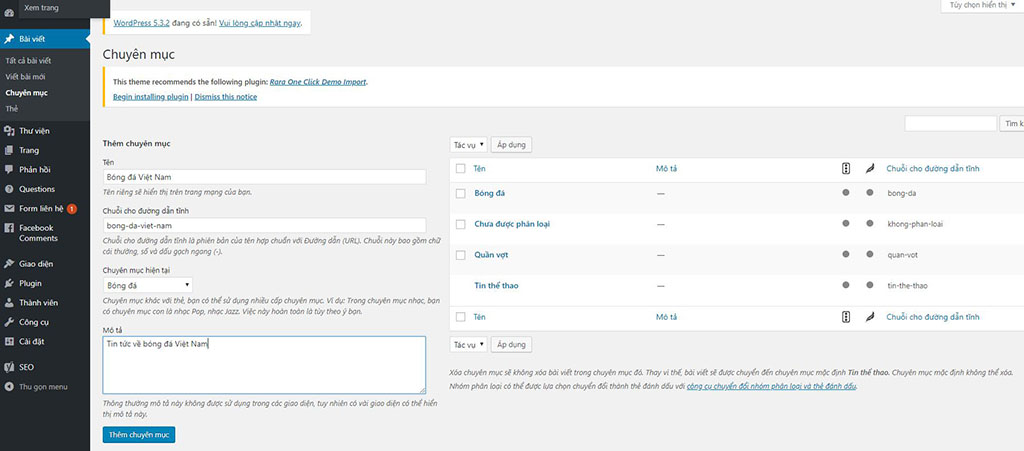 Xem trang
Tùy chọn hiển thị ▼
WordPress 5.3.2 đang có sẵn! Vui lòng cập nhật ngay.
Bài viết
Tất cả bài viết
Viết bài mới
Chuyên mục
Thẻ
Thư viện
Trang
Phản hồi
Questions
Form liên hệ 1
Facebook
Comments
Giao diện
Plugin
Thành viên
Công cụ
Cài đặt
SEO
Thu gọn menu
Chuyên mục
This theme recommends the following plugin: Rara One Click Demo Import.
Begin installing plugin | Dismiss this notice
Tìm k
Thêm chuyên mục
Tên
Bóng đá Việt Nam
Tên riêng sẽ hiển thị trên trang mạng của bạn.
Chuỗi cho đường dẫn tĩnh
bong-da-viet-nam
Chuỗi cho đường dẫn tĩnh là phiên bản của tên hợp chuẩn với Đường dẫn (URL). Chuỗi này bao gồm chữ
cái thường, số và dấu gạch ngang (-).
Chuyên mục hiện tại
Bóng đá ▼
Chuyên mục khác với thẻ, bạn có thể sử dụng nhiều cấp chuyên mục. Ví dụ: Trong chuyên mục nhạc, bạn
có chuyên mục con là nhạc Pop, nhạc Jazz. Việc này hoàn toàn là tùy theo ý bạn.
Mô tả
Tin tức về bóng đá Việt Nam
Thông thường mô tả này không được sử dụng trong các giao diện, tuy nhiên có vài giao diện có thể hiển
thị mô tả này.
Thêm chuyên mục
Tác vụ ▼ Áp dụng
Tên Mô tả Chuỗi cho đường dẫn tĩnh
Bóng đá — bong-da
Chưa được phân loại — khong-phan-loai
Quần vợt — quan-vot
Tin thể thao — tin-the-thao
Tên Mô tả Chuỗi cho đường dẫn tĩnh
Tác vụ ▼ Áp dụng
Xóa chuyên mục sẽ không xóa bài viết trong chuyên mục đó. Thay vì thế, bài viết sẽ được chuyển đến chuyên mục mặc định Tin thể thao. Chuyên mục mặc định không thể xóa.
Nhóm phân loại có thể được lựa chọn chuyển đổi thành thẻ đánh dấu với công cụ chuyển đổi nhóm phân loại và thẻ đánh dấu.